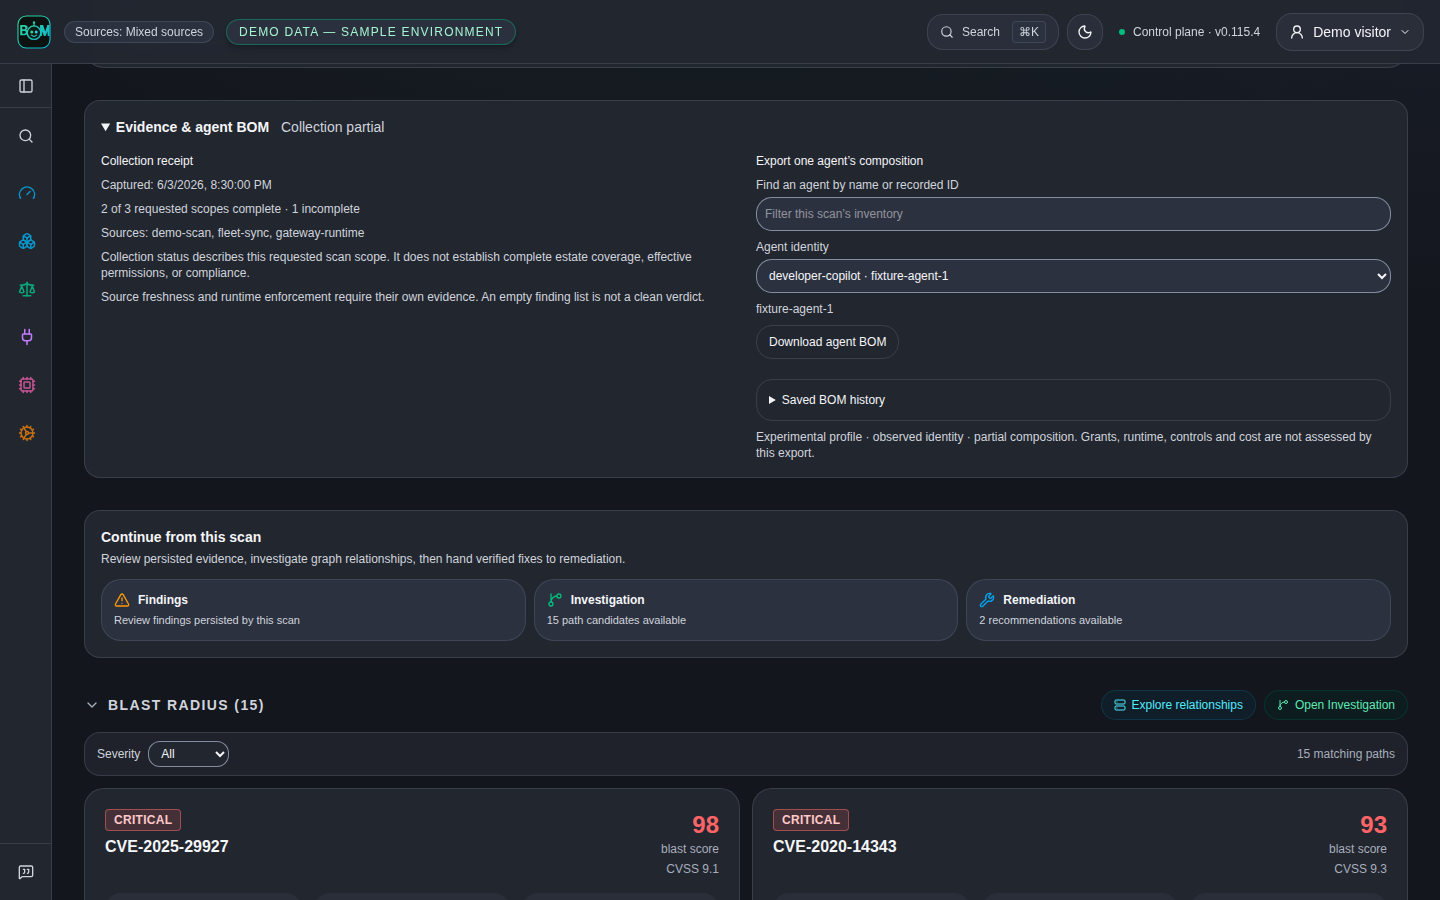 BOM
Sources: Mixed sources
DEMO DATA — SAMPLE ENVIRONMENT
Search ⌘K
Control plane · v0.115.4
Demo visitor
Evidence & agent BOM Collection partial
Collection receipt
Captured: 6/3/2026, 8:30:00 PM
2 of 3 requested scopes complete · 1 incomplete
Sources: demo-scan, fleet-sync, gateway-runtime
Collection status describes this requested scan scope. It does not establish complete estate coverage, effective
permissions, or compliance.
Source freshness and runtime enforcement require their own evidence. An empty finding list is not a clean verdict.
Export one agent's composition
Find an agent by name or recorded ID
Filter this scan's inventory
Agent identity
developer-copilot · fixture-agent-1
fixture-agent-1
Download agent BOM
Saved BOM history
Experimental profile · observed identity · partial composition. Grants, runtime, controls and cost are not assessed by
this export.
Continue from this scan
Review persisted evidence, investigate graph relationships, then hand verified fixes to remediation.
Findings
Review findings persisted by this scan
Investigation
15 path candidates available
Remediation
2 recommendations available
BLAST RADIUS (15)
Explore relationships
Open Investigation
Severity All
15 matching paths
CRITICAL
CVE-2025-29927
98
blast score
CVSS 9.1
CRITICAL
CVE-2020-14343
93
blast score
CVSS 9.3